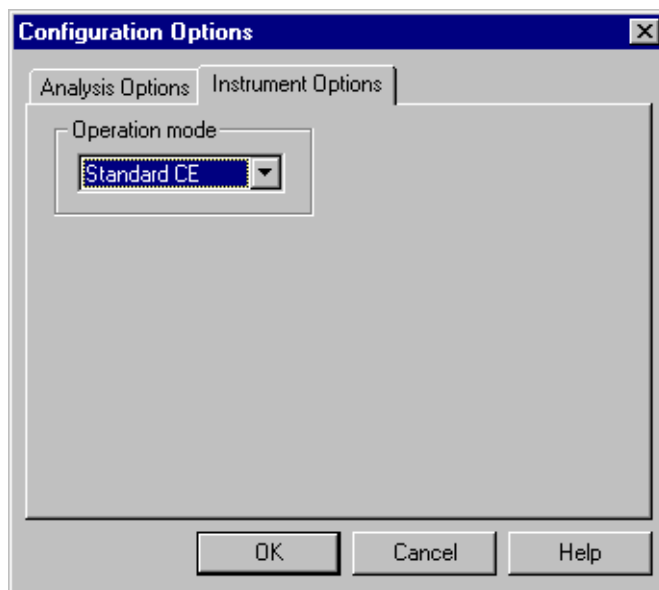 Configuration Options
Analysis Options Instrument Options
Operation mode
Standard CE
OK Cancel Help